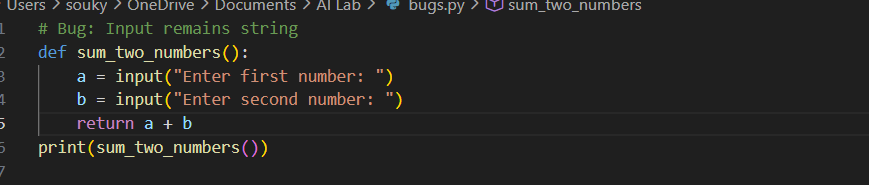 Users > souky > OneDrive > Documents > AI Lab > bugs.py > sum_two_numbers
1 # Bug: Input remains string
2 def sum_two_numbers():
3     a = input("Enter first number: ")
4     b = input("Enter second number: ")
5     return a + b
6 print(sum_two_numbers())
7